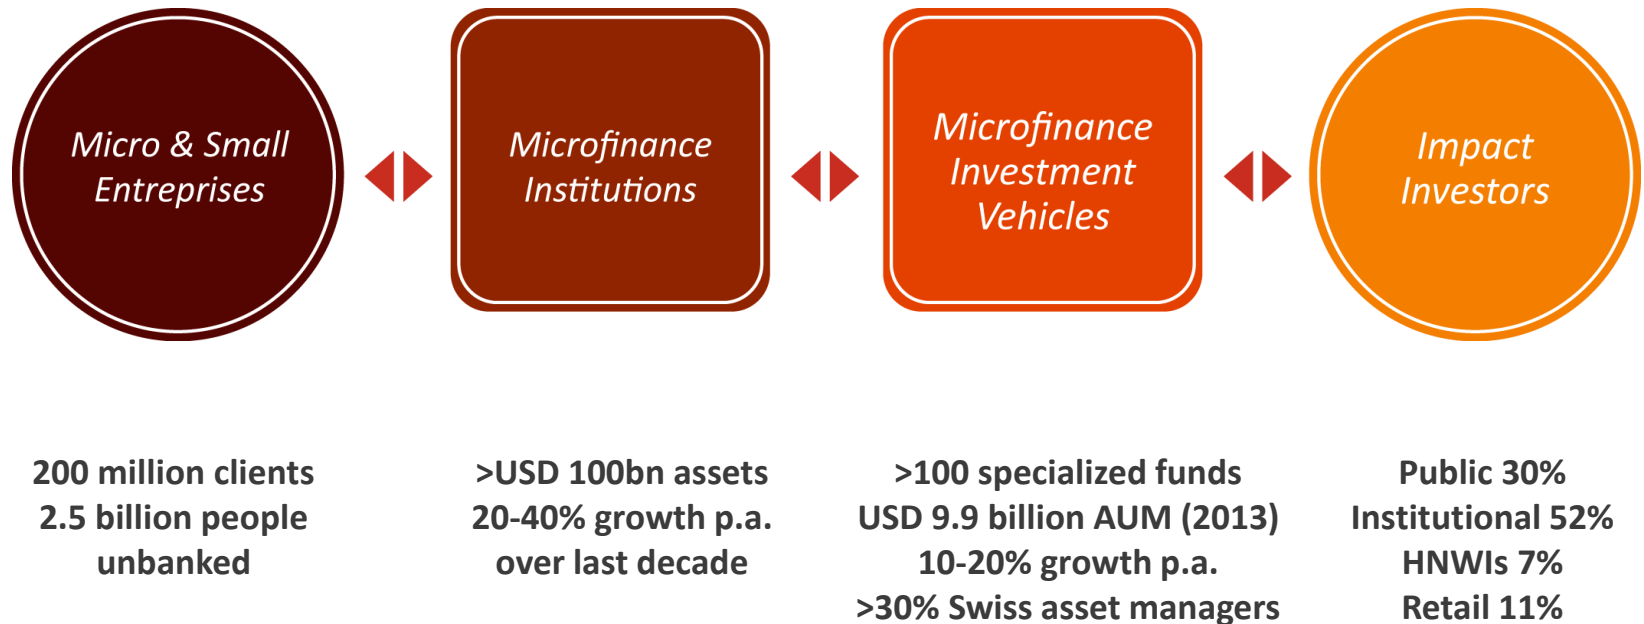 Micro & Small
Entreprises
Microfinance
Institutions
Microfinance
Investment
Vehicles
Impact
Investors
200 million clients
2.5 billion people
unbanked
>USD 100bn assets
20-40% growth p.a.
over last decade
>100 specialized funds
USD 9.9 billion AUM (2013)
10-20% growth p.a.
>30% Swiss asset managers
Public 30%
Institutional 52%
HNWIs 7%
Retail 11%